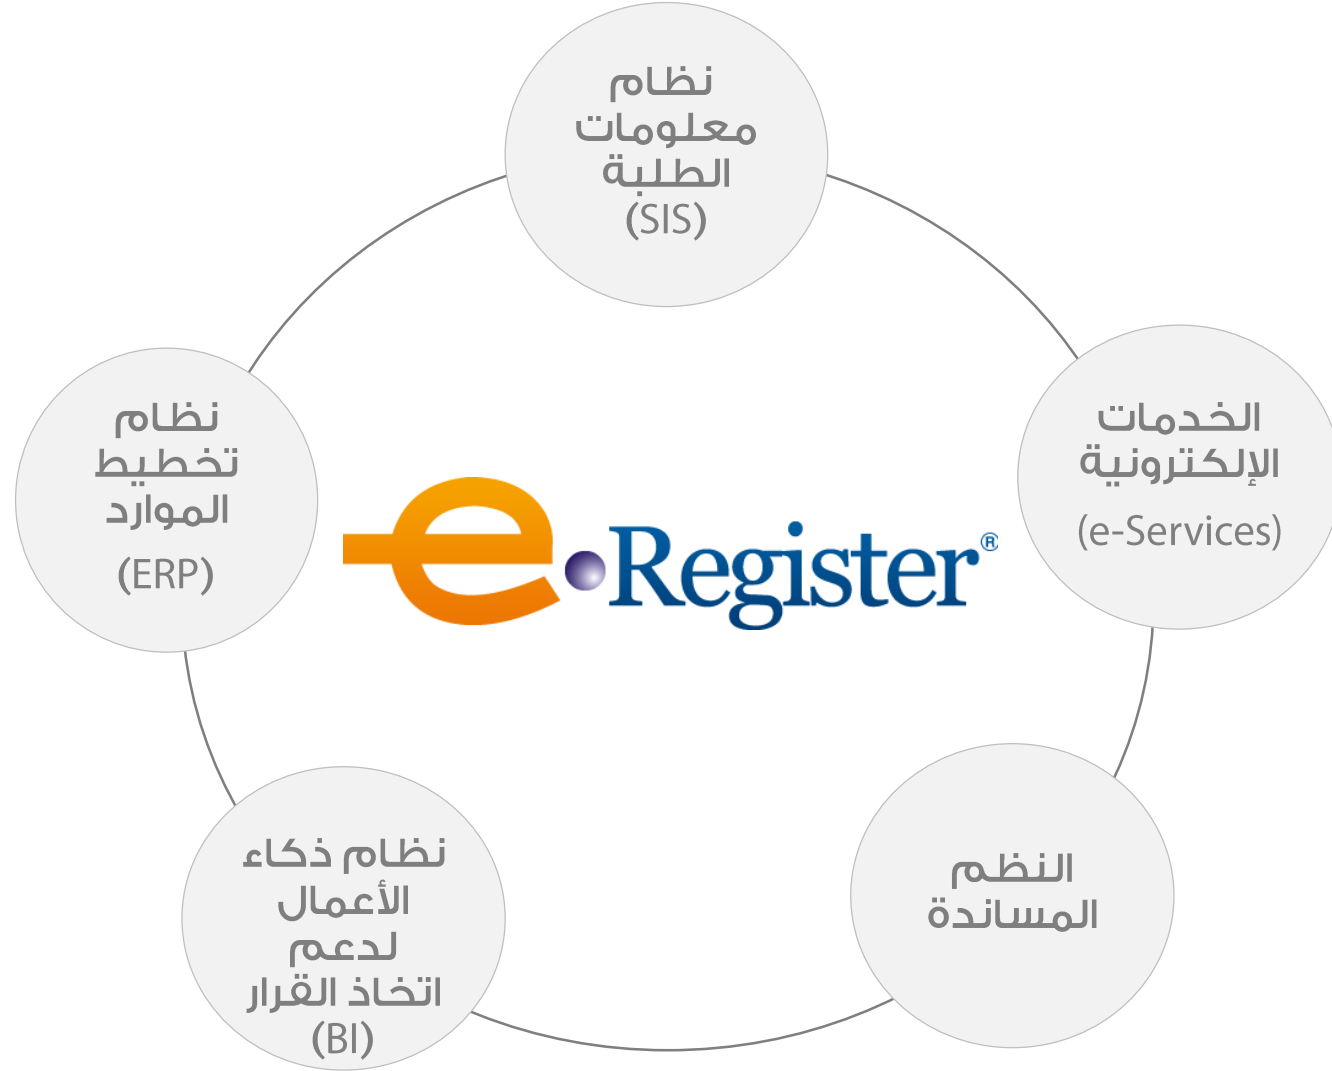 نظام
معلومات
الطلبة
(SIS)
الخدمات
الإلكترونية
(e-Services)
نظام
تخطيط
الموارد
(ERP)
e.Register®
النظم
المساندة
نظام ذكاء
الأعمال
لدعم
اتخاذ القرار
(BI)